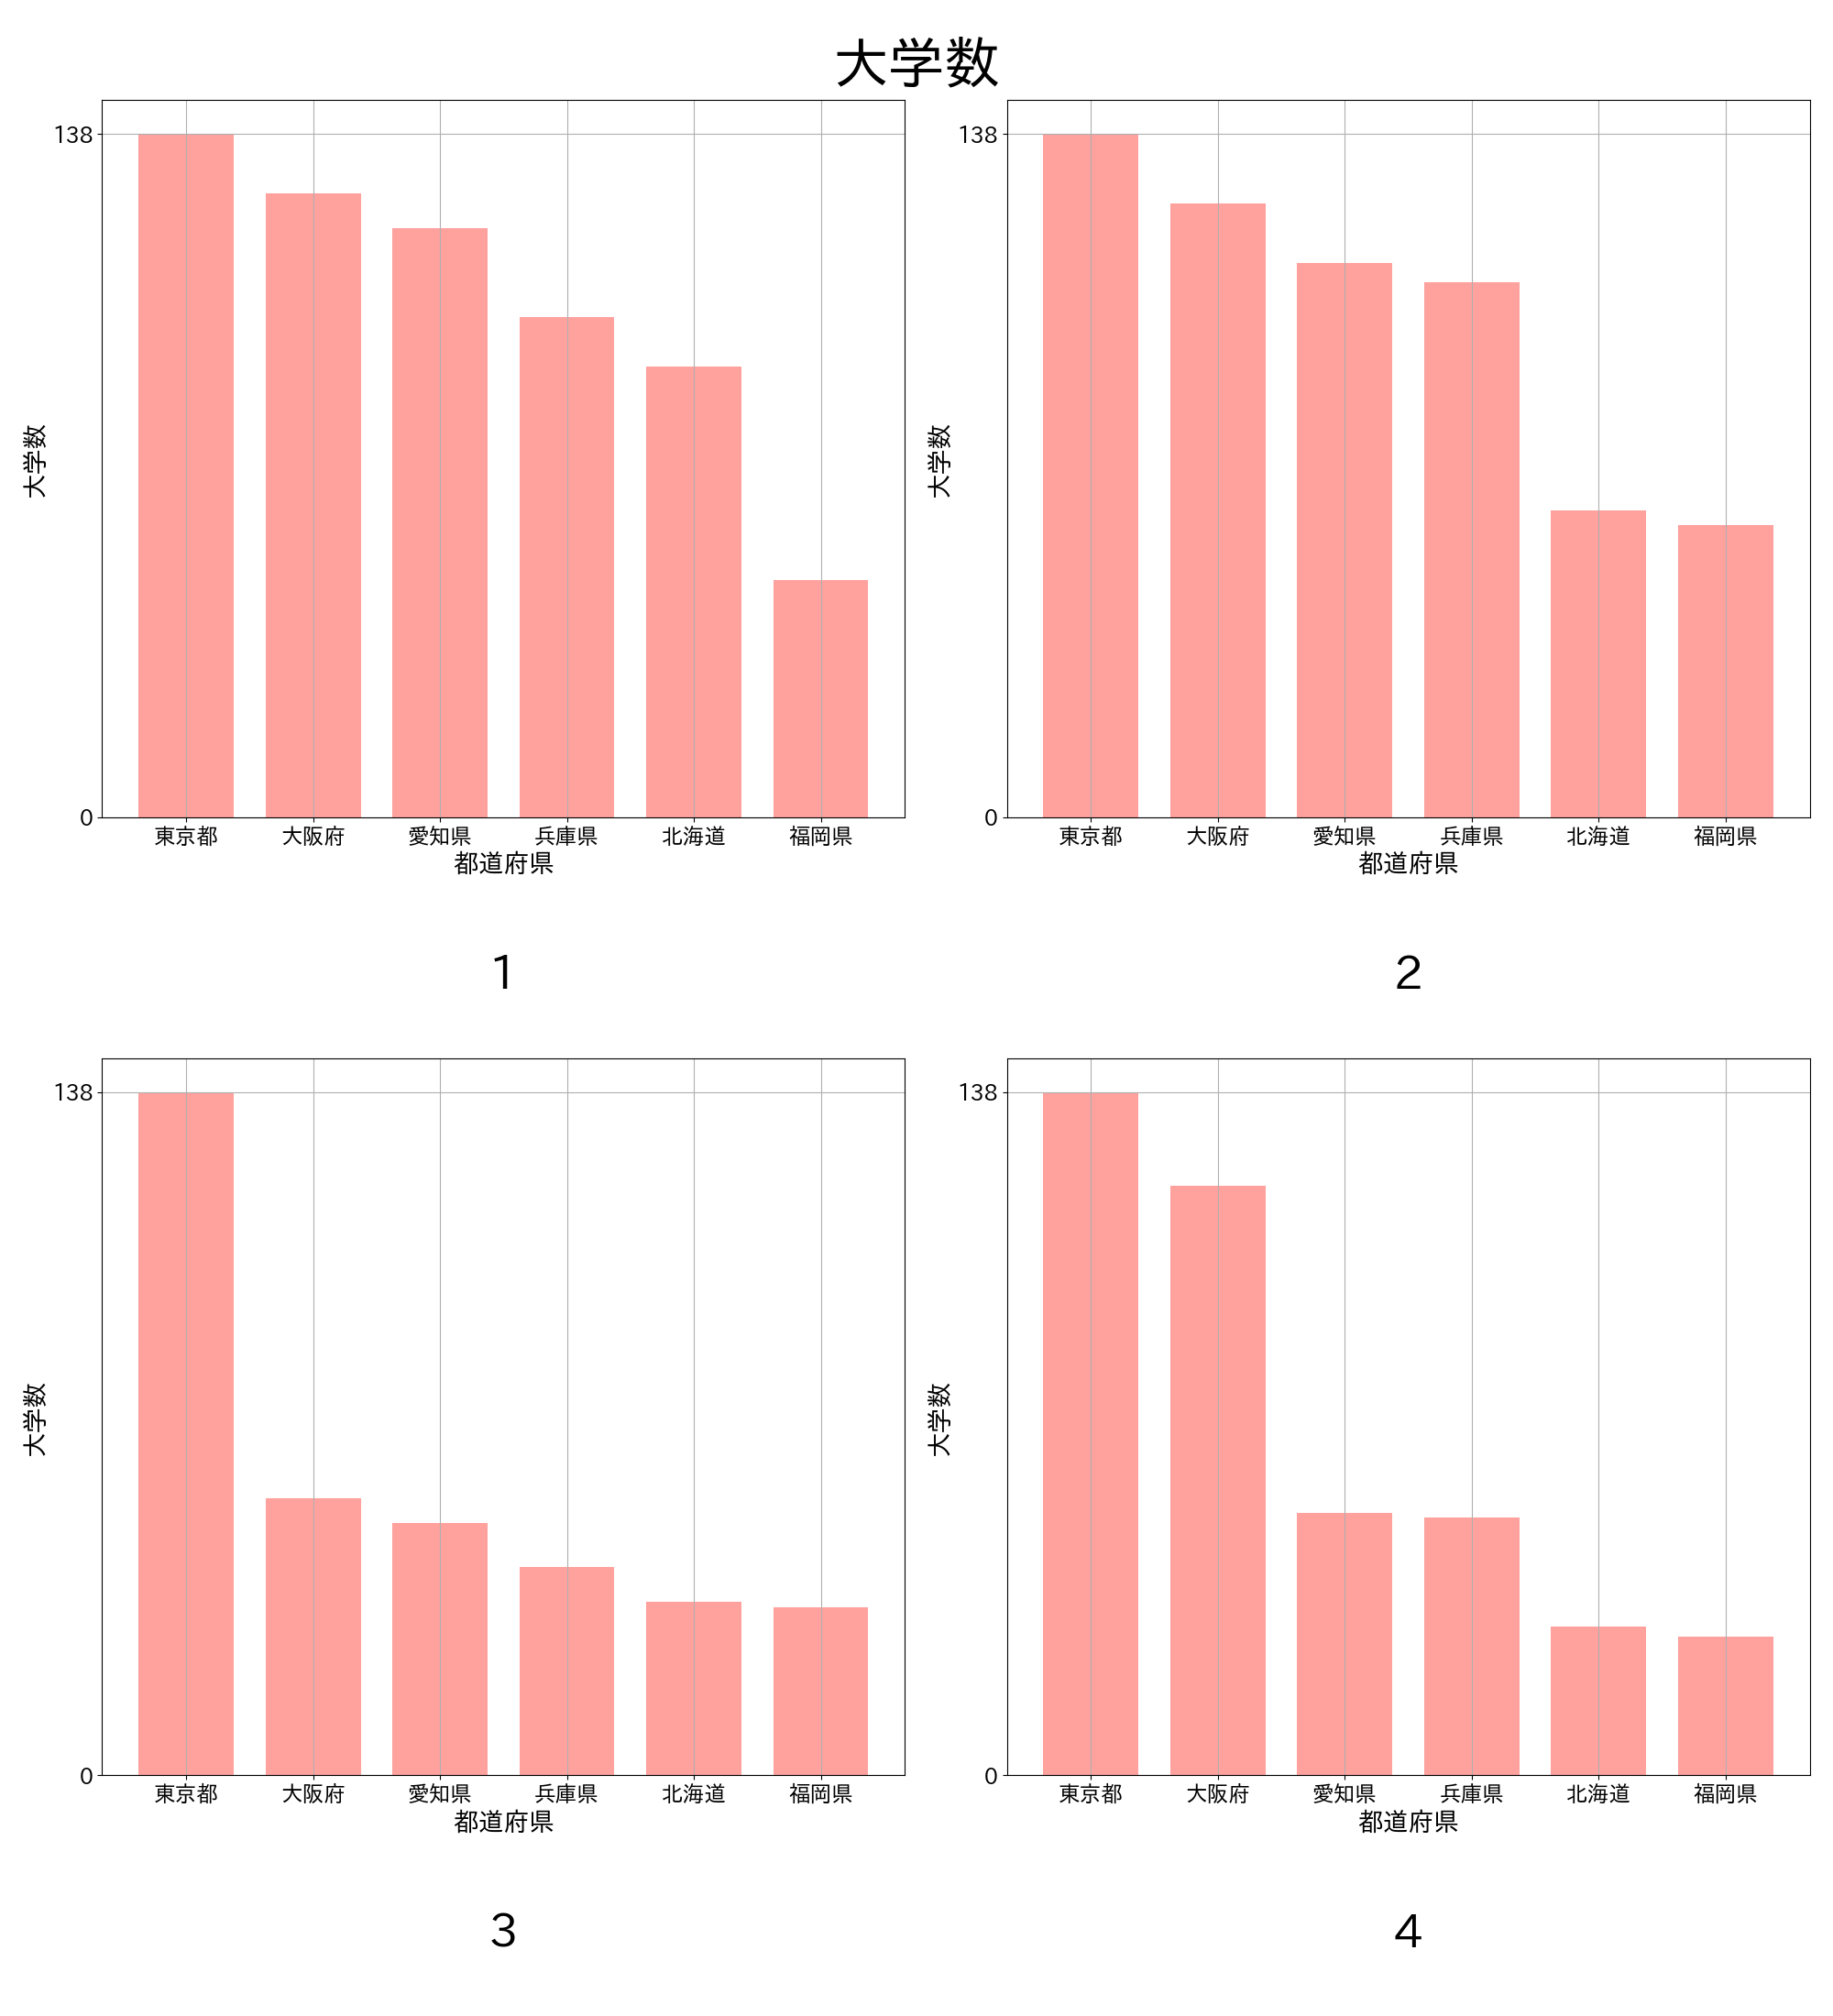 大学数
138
0
大学数
東京都 大阪府 愛知県 兵庫県 北海道 福岡県
都道府県
1
138
0
大学数
東京都 大阪府 愛知県 兵庫県 北海道 福岡県
都道府県
2
138
0
大学数
東京都 大阪府 愛知県 兵庫県 北海道 福岡県
都道府県
3
138
0
大学数
東京都 大阪府 愛知県 兵庫県 北海道 福岡県
都道府県
4